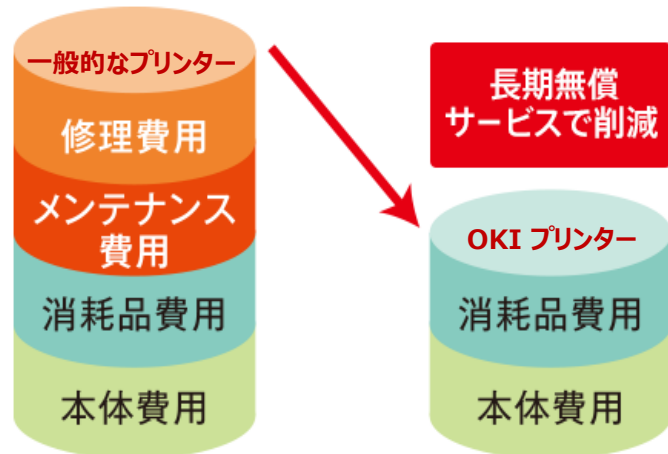 一般的なプリンター
修理費用
メンテナンス
費用
消耗品費用
本体費用
長期無償
サービスで削減
OKI プリンター
消耗品費用
本体費用